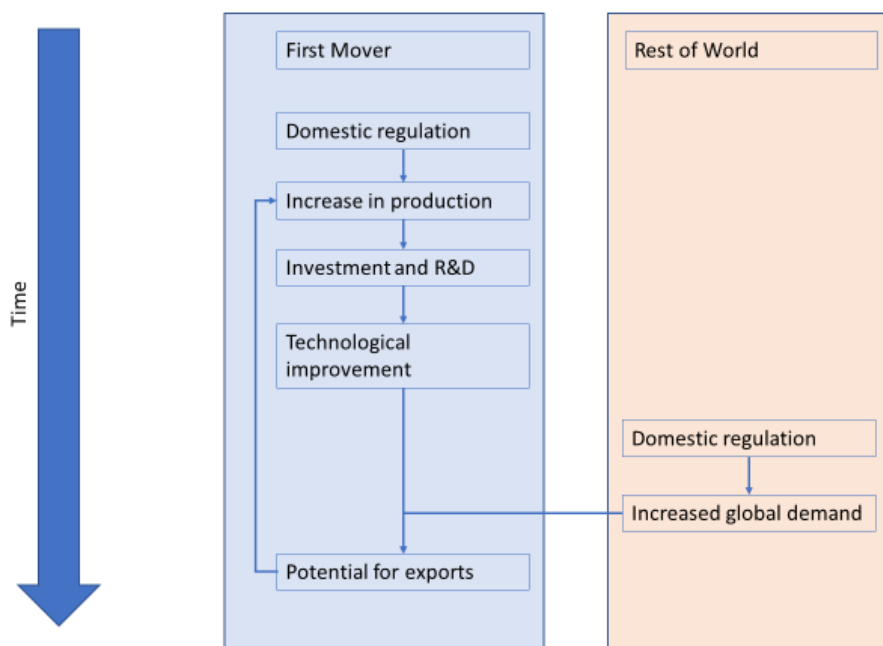 First Mover
Rest of World
Domestic regulation
Increase in production
Investment and R&D
Technological
improvement
Time
Domestic regulation
Increased global demand
Potential for exports